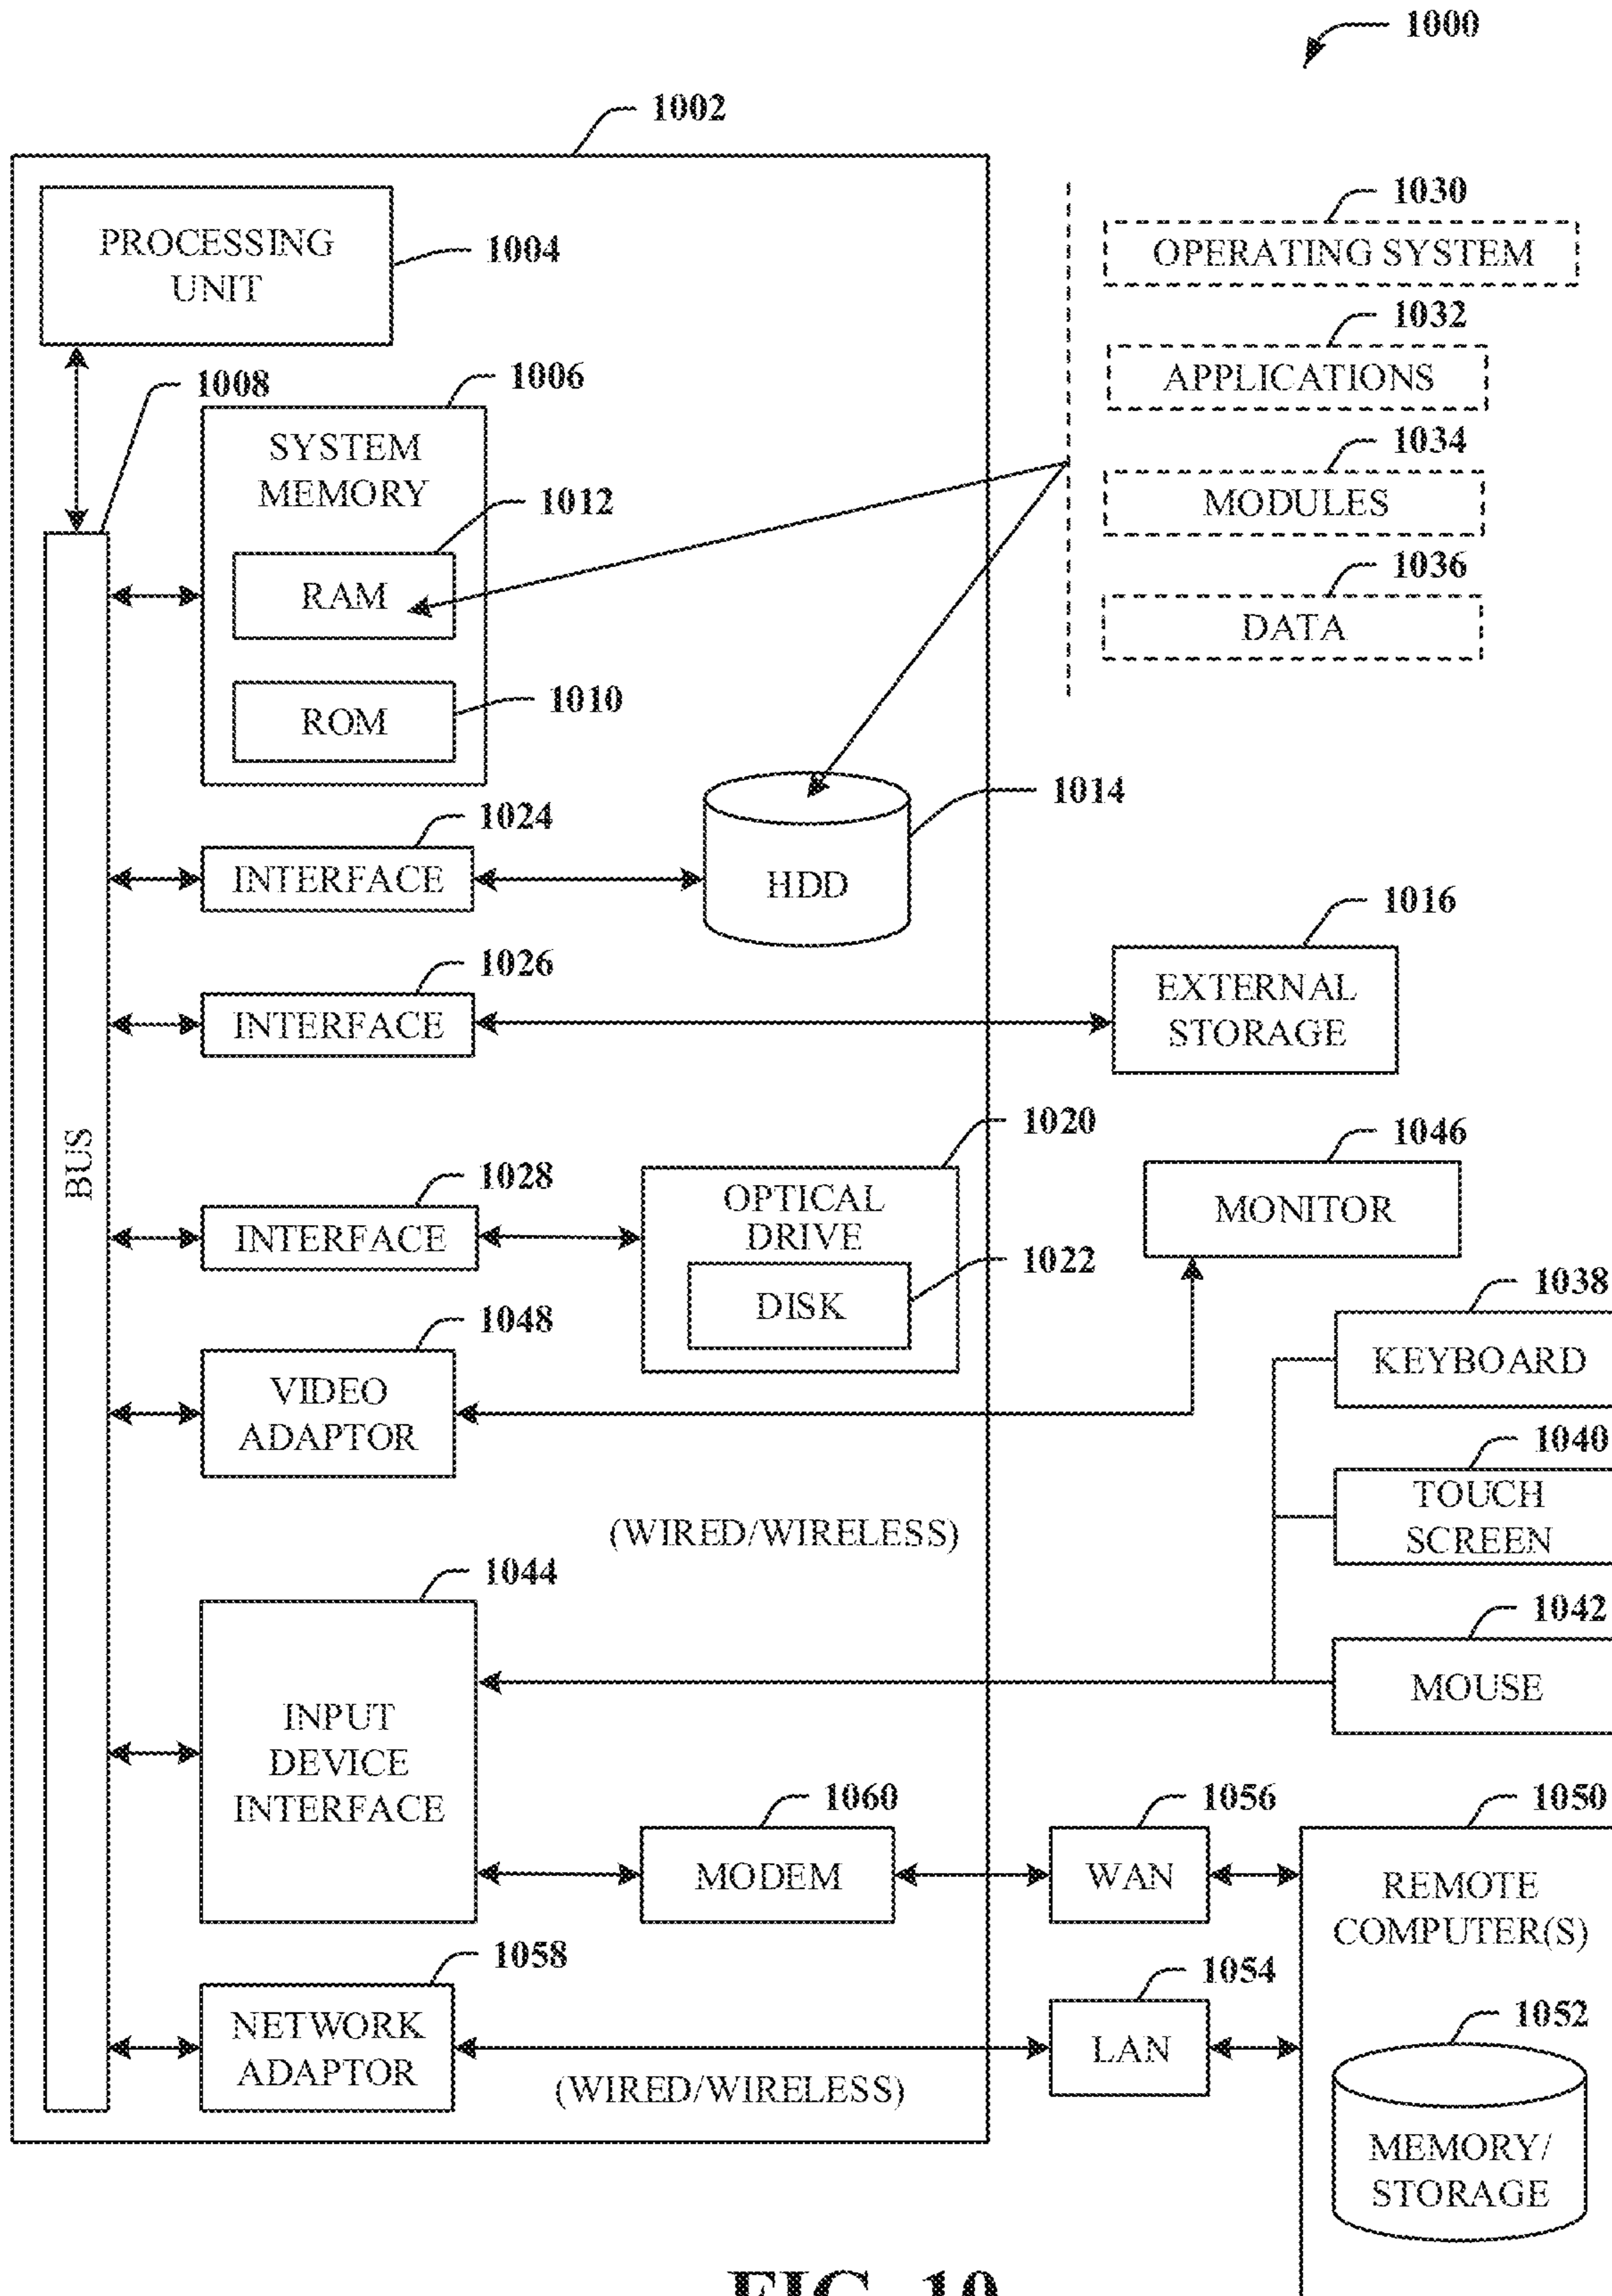 1000
1002
PROCESSING
UNIT
1004
1030
OPERATING SYSTEM
1032
APPLICATIONS
1034
MODULES
1036
DATA
1008
1006
SYSTEM
MEMORY
1012
RAM
1010
ROM
1014
HDD
1024
INTERFACE
1016
EXTERNAL
STORAGE
1026
INTERFACE
BUS
1020
OPTICAL
DRIVE
1022
DISK
1028
INTERFACE
1046
MONITOR
1048
VIDEO
ADAPTOR
1038
KEYBOARD
1040
TOUCH
SCREEN
(WIRED/WIRELESS)
1042
MOUSE
1044
INPUT
DEVICE
INTERFACE
1060
MODEM
1056
WAN
1050
REMOTE
COMPUTER(S)
1058
NETWORK
ADAPTOR
(WIRED/WIRELESS)
1054
LAN
1052
MEMORY/
STORAGE
FIG. 10